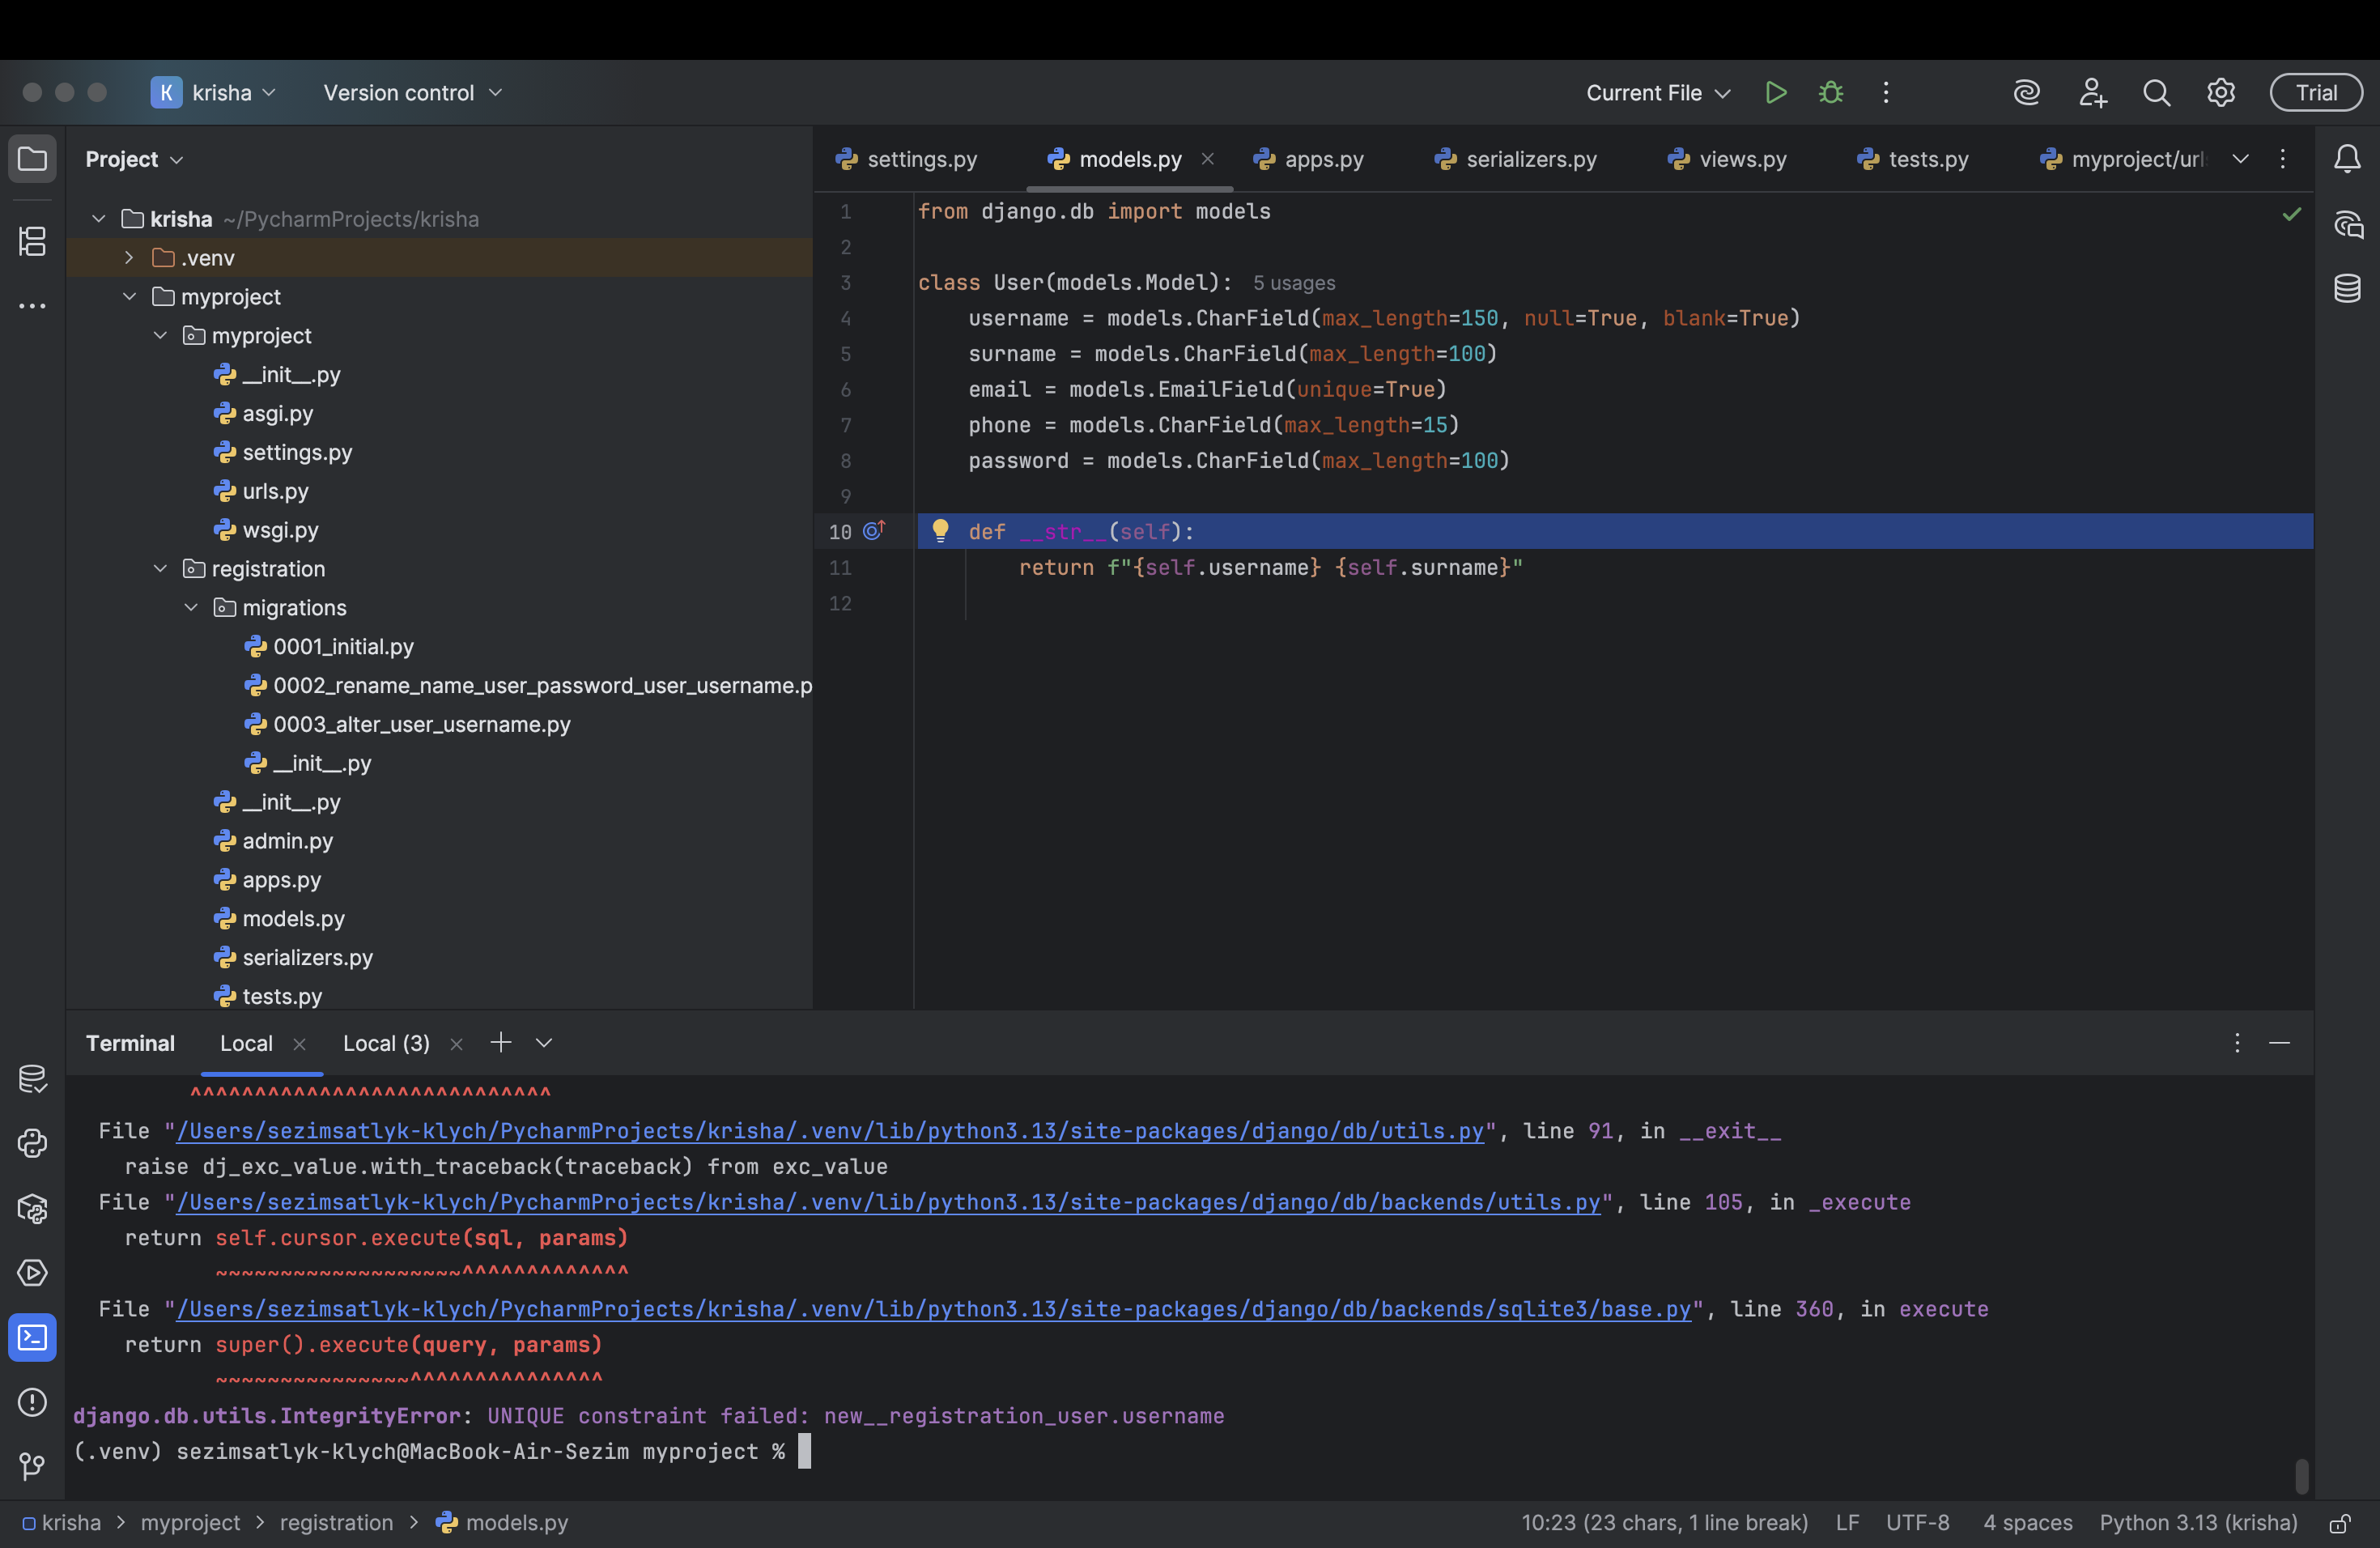 K krisha Version control Current File Trial
Project
settings.py models.py apps.py serializers.py views.py tests.py myproject/url
krisha ~/PycharmProjects/krisha
.venv
myproject
myproject
__init__.py
asgi.py
settings.py
urls.py
wsgi.py
registration
migrations
0001_initial.py
0002_rename_name_user_password_user_username.p
0003_alter_user_username.py
__init__.py
__init__.py
admin.py
apps.py
models.py
serializers.py
tests.py
1 from django.db import models
2
3 class User(models.Model): 5 usages
4 username = models.CharField(max_length=150, null=True, blank=True)
5 surname = models.CharField(max_length=100)
6 email = models.EmailField(unique=True)
7 phone = models.CharField(max_length=15)
8 password = models.CharField(max_length=100)
9
10 def __str__(self):
11 return f"{self.username} {self.surname}"
12
Terminal Local Local (3)
^^^^^^^^^^^^^^^^^^^^^^^^^^^^
File "/Users/sezimsatlyk-klych/PycharmProjects/krisha/.venv/lib/python3.13/site-packages/django/db/utils.py", line 91, in __exit__
raise dj_exc_value.with_traceback(traceback) from exc_value
File "/Users/sezimsatlyk-klych/PycharmProjects/krisha/.venv/lib/python3.13/site-packages/django/db/backends/utils.py", line 105, in _execute
return self.cursor.execute(sql, params)
~~~~~~~~~~~~~~~~~~~^^^^^^^^^^^^^
File "/Users/sezimsatlyk-klych/PycharmProjects/krisha/.venv/lib/python3.13/site-packages/django/db/backends/sqlite3/base.py", line 360, in execute
return super().execute(query, params)
~~~~~~~~~~~~~~~^^^^^^^^^^^^^^^
django.db.utils.IntegrityError: UNIQUE constraint failed: new__registration_user.username
(.venv) sezimsatlyk-klych@MacBook-Air-Sezim myproject %
krisha > myproject > registration > models.py 10:23 (23 chars, 1 line break) LF UTF-8 4 spaces Python 3.13 (krisha)